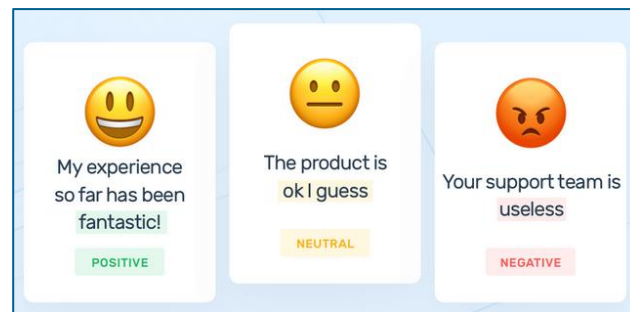 My experience
so far has been
fantastic!
POSITIVE
The product is
ok I guess
NEUTRAL
Your support team is
useless
NEGATIVE